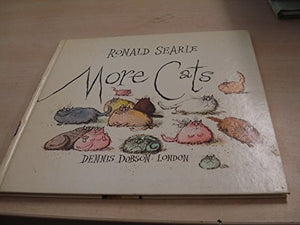 RONALD SEARLE
More Cats
DENNIS DOBSON · LONDON